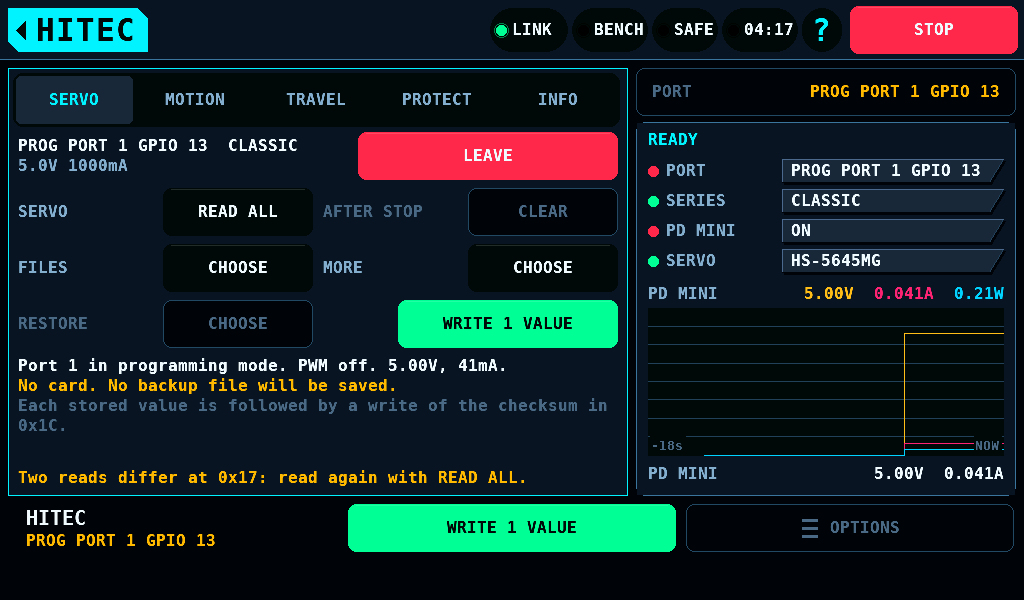 HITEC
LINK
BENCH
SAFE
04:17
?
STOP
SERVO
MOTION
TRAVEL
PROTECT
INFO
PROG PORT 1 GPIO 13  CLASSIC
5.0V 1000mA
LEAVE
SERVO
READ ALL
AFTER STOP
CLEAR
FILES
CHOOSE
MORE
CHOOSE
RESTORE
CHOOSE
WRITE 1 VALUE
Port 1 in programming mode. PWM off. 5.00V, 41mA.
No card. No backup file will be saved.
Each stored value is followed by a write of the checksum in
0x1C.
Two reads differ at 0x17: read again with READ ALL.
PORT
PROG PORT 1 GPIO 13
READY
PORT
PROG PORT 1 GPIO 13
SERIES
CLASSIC
PD MINI
ON
SERVO
HS-5645MG
PD MINI
5.00V
0.041A
0.21W
-18s
NOW
PD MINI
5.00V
0.041A
HITEC
PROG PORT 1 GPIO 13
WRITE 1 VALUE
OPTIONS